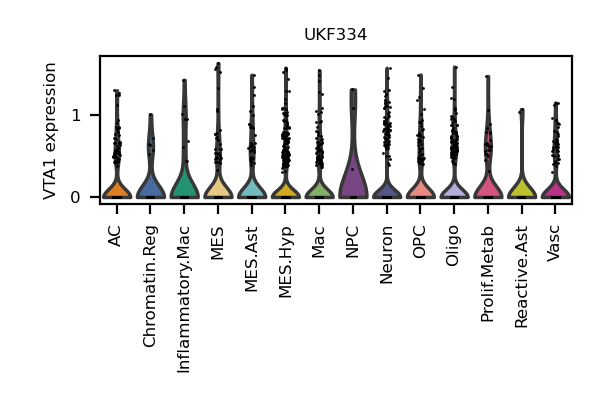 UKF334
VTA1 expression
1
0
AC
Chromatin.Reg
Inflammatory.Mac
MES
MES.Ast
MES.Hyp
Mac
NPC
Neuron
OPC
Oligo
Prolif.Metab
Reactive.Ast
Vasc